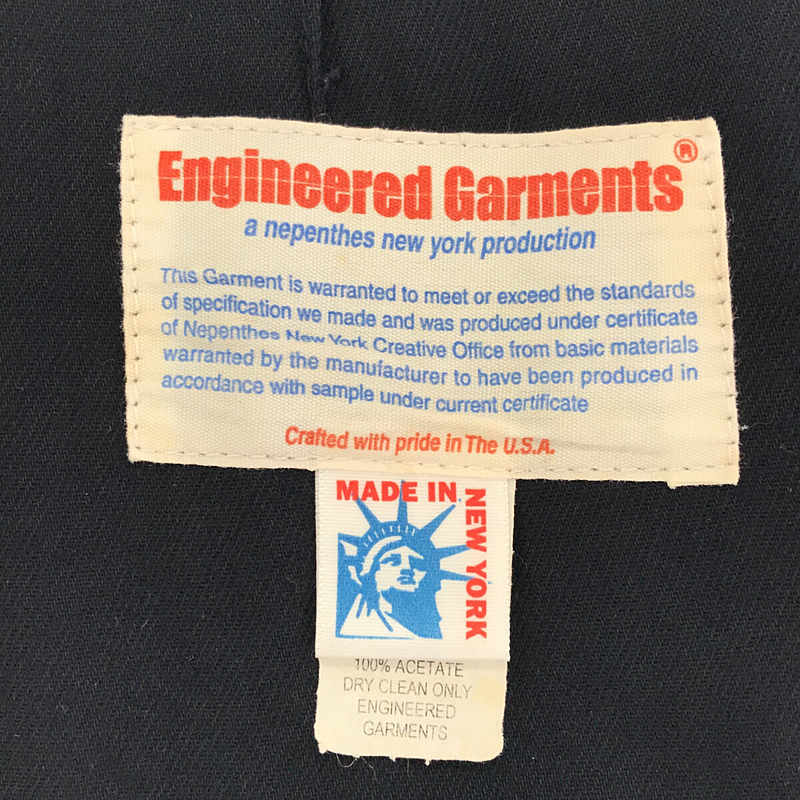 Engineered Garments®
a nepenthes new york production
This Garment is warranted to meet or exceed the standards
of specification we made and was produced under certificate
of Nepenthes New York Creative Office from basic materials
warranted by the manufacturer to have been produced in
accordance with sample under current certificate
Crafted with pride in The U.S.A.
MADE IN
NEW YORK
100% ACETATE
DRY CLEAN ONLY
ENGINEERED
GARMENTS